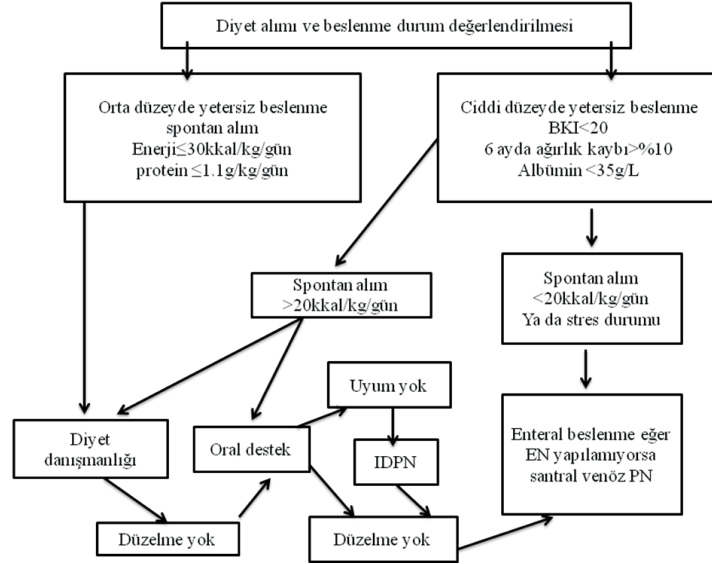 Diyet alımı ve beslenme durum değerlendirilmesi
Orta düzeyde yetersiz beslenme
spontan alım
Enerji≤30kkal/kg/gün
protein ≤1.1g/kg/gün
Ciddi düzeyde yetersiz beslenme
BKI<20
6 ayda ağırlık kaybı>%10
Albümin <35g/L
Spontan alım
>20kkal/kg/gün
Spontan alım
<20kkal/kg/gün
Ya da stres durumu
Uyum yok
Diyet
danışmanlığı
Oral destek
IDPN
Enteral beslenme eğer
EN yapılamıyorsa
santral venöz PN
Düzelme yok
Düzelme yok